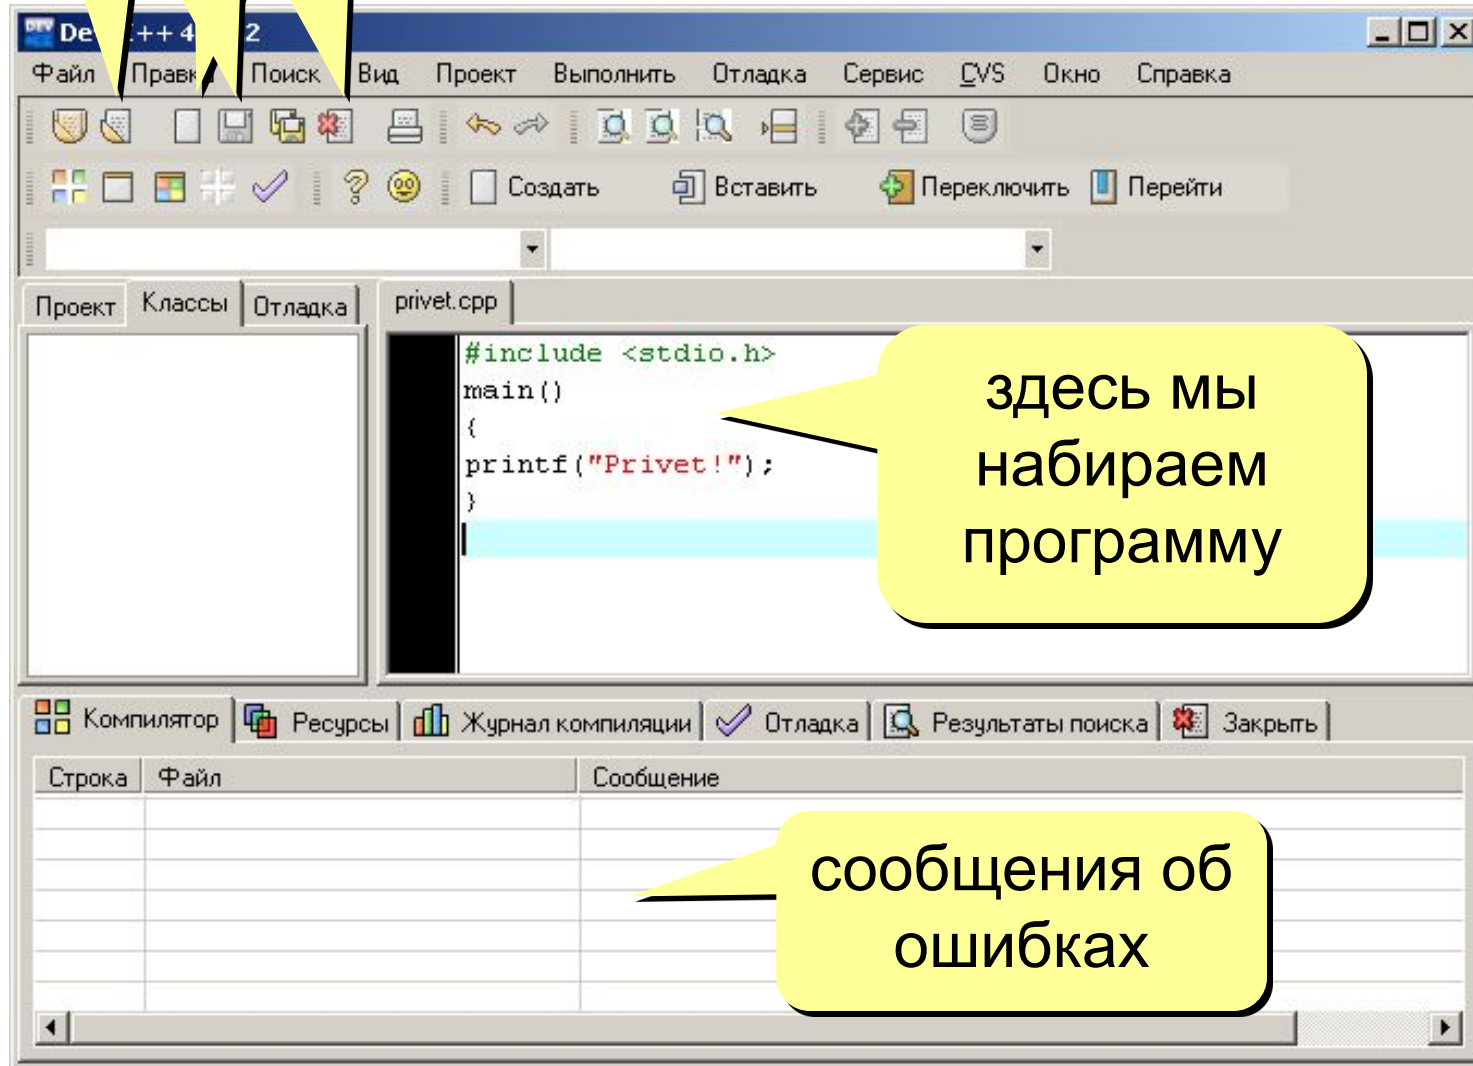 ++ 4 2
Файл Поиск Вид Проект Выполнить Отладка Сервис CVS Окно Справка
Создать Вставить Переключить Перейти
Проект Классы Отладка privet.cpp
#include <stdio.h>
main()
{
printf("Privet!");
}
здесь мы
набираем
программу
Компилятор Ресурсы Журнал компиляции Отладка Результаты поиска Закрыть
Строка Файл Сообщение
сообщения об
ошибках